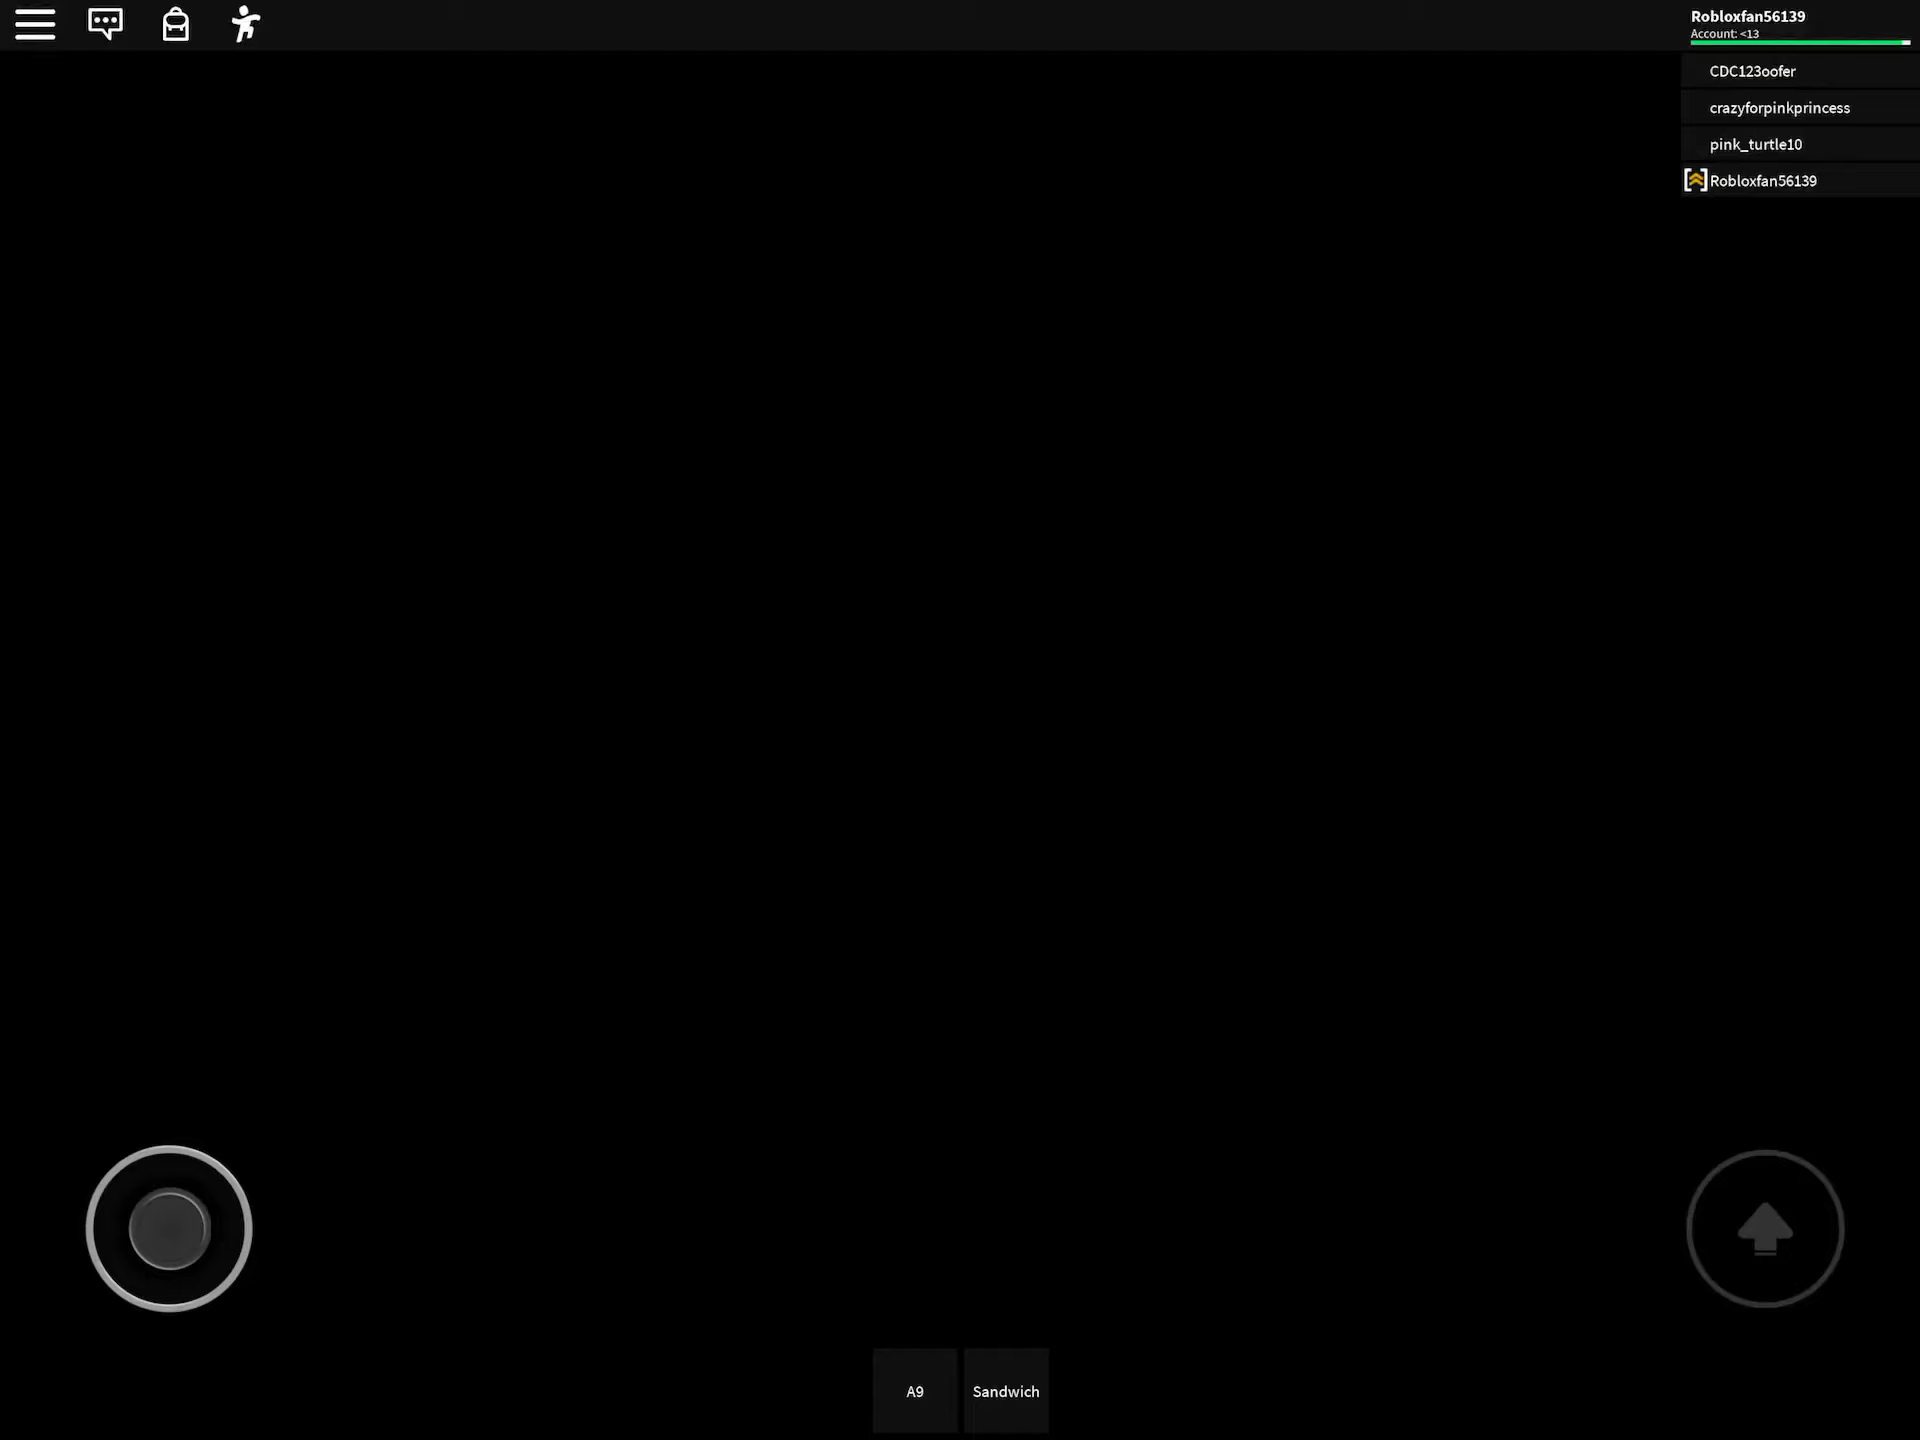 Robloxfan56139
Account: <13
CDC123oofer
crazyforpinkprincess
pink_turtle10
Robloxfan56139
A9
Sandwich